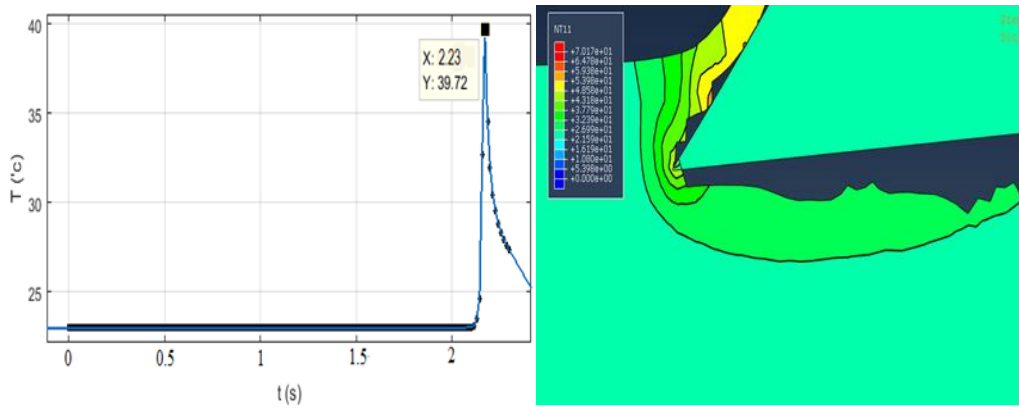 40
35
30
25
T ('c)
X: 2.23
Y: 39.72
0
0.5
1
1.5
2
t (s)
NT11
+7.017e+01
+6.478e+01
+5.938e+01
+5.398e+01
+4.858e+01
+4.318e+01
+3.779e+01
+3.239e+01
+2.699e+01
+2.159e+01
+1.619e+01
+1.080e+01
+5.398e+00
+0.000e+00